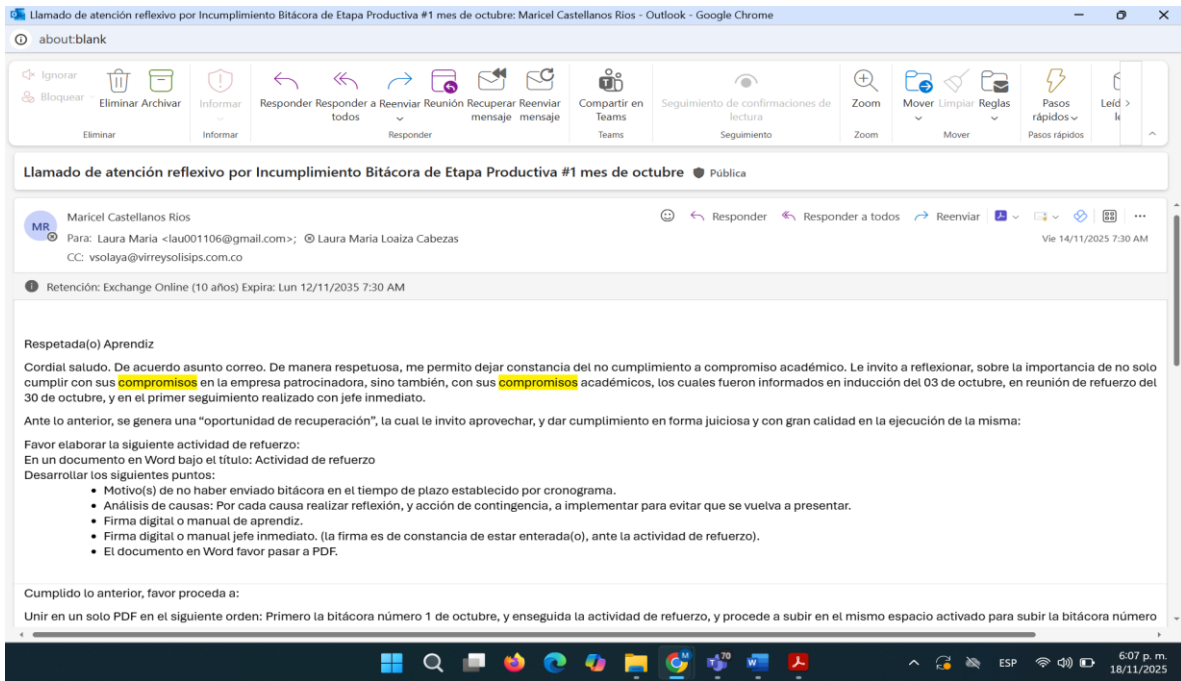 Llamado de atención reflexivo por Incumplimiento Bitácora de Etapa Productiva #1 mes de octubre: Maricel Castellanos Rios - Outlook - Google Chrome
about:blank
Ignorar
Bloquear
Eliminar Archivar
Informar
Responder Responder a todos Reenviar Reunión Recuperar mensaje Reenviar mensaje
Compartir en Teams
Seguimiento de confirmaciones de lectura
Zoom
Mover Limpiar Reglas
Pasos rápidos
Leíd
Eliminar Informar Responder Teams Seguimiento Zoom Mover Pasos rápidos
Llamado de atención reflexivo por Incumplimiento Bitácora de Etapa Productiva #1 mes de octubre Pública
MR
Maricel Castellanos Rios
Responder Responder a todos Reenviar
Para: Laura Maria <lau001106@gmail.com>; Laura Maria Loaiza Cabezas
Vie 14/11/2025 7:30 AM
CC: vsolaya@virreysolisips.com.co
Retención: Exchange Online (10 años) Expira: Lun 12/11/2035 7:30 AM
Respetada(o) Aprendiz
Cordial saludo. De acuerdo asunto correo. De manera respetuosa, me permito dejar constancia del no cumplimiento a compromiso académico. Le invito a reflexionar, sobre la importancia de no solo
cumplir con sus compromisos en la empresa patrocinadora, sino también, con sus compromisos académicos, los cuales fueron informados en inducción del 03 de octubre, en reunión de refuerzo del
30 de octubre, y en el primer seguimiento realizado con jefe inmediato.
Ante lo anterior, se genera una “oportunidad de recuperación”, la cual le invito aprovechar, y dar cumplimiento en forma juiciosa y con gran calidad en la ejecución de la misma:
Favor elaborar la siguiente actividad de refuerzo:
En un documento en Word bajo el título: Actividad de refuerzo
Desarrollar los siguientes puntos:
• Motivo(s) de no haber enviado bitácora en el tiempo de plazo establecido por cronograma.
• Análisis de causas: Por cada causa realizar reflexión, y acción de contingencia, a implementar para evitar que se vuelva a presentar.
• Firma digital o manual de aprendiz.
• Firma digital o manual jefe inmediato. (la firma es de constancia de estar enterada(o), ante la actividad de refuerzo).
• El documento en Word favor pasar a PDF.
Cumplido lo anterior, favor proceda a:
Unir en un solo PDF en el siguiente orden: Primero la bitácora número 1 de octubre, y enseguida la actividad de refuerzo, y procede a subir en el mismo espacio activado para subir la bitácora número
70
ESP
6:07 p. m.
18/11/2025